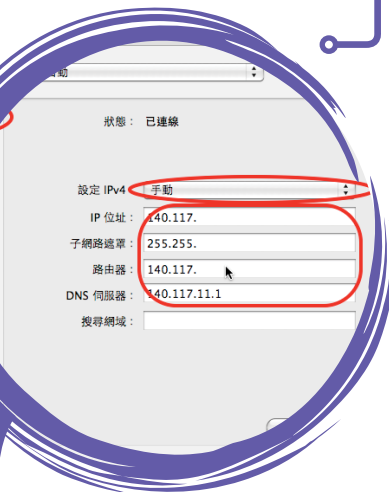 動
狀態： 已連線
設定 IPv4 手動
IP 位址： 140.117.
子網路遮罩： 255.255.
路由器： 140.117.
DNS 伺服器： 140.117.11.1
搜尋網域：